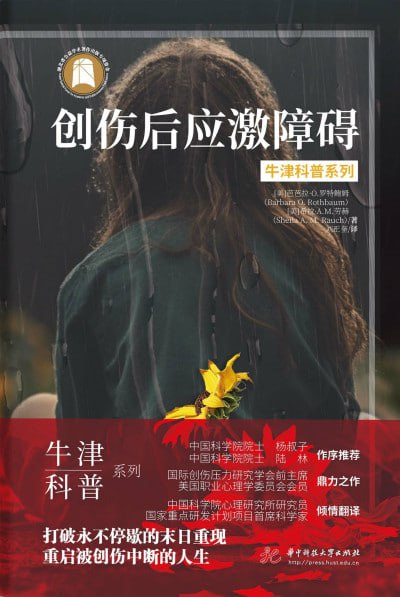 创伤后应激障碍
牛津科普系列
[美]芭芭拉·O.罗特鲍姆
(Barbara O. Rothbaum)
[美]希拉·A.M.劳赫
(Sheila A. M. Rauch)/著
/译
牛津
科普
系列
中国科学院院士 杨叔子
中国科学院院士 陆 林
作序推荐
国际创伤压力研究学会前主席
美国职业心理学委员会会员
鼎力之作
中国科学院心理研究所研究员
国家重点研发计划项目首席科学家
倾情翻译
打破永不停歇的末日重现
重启被创伤中断的人生
华中科技大学出版社
http://press.hust.edu.cn